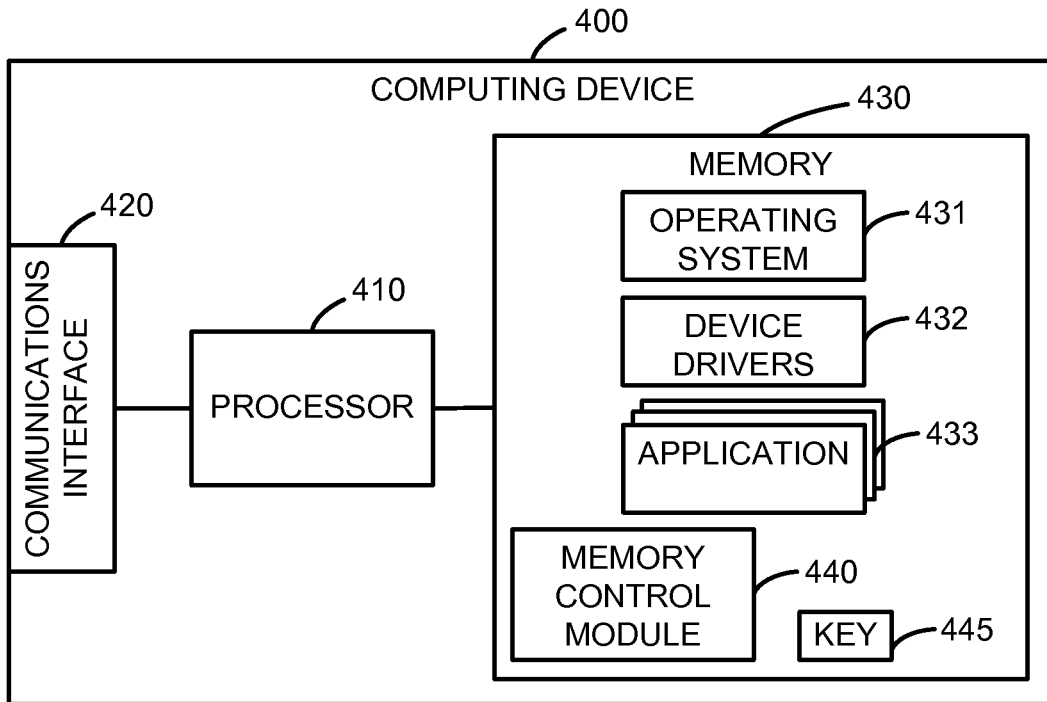 400
COMPUTING DEVICE
430
MEMORY
420
OPERATING
SYSTEM
431
410
DEVICE
DRIVERS
432
COMMUNICATIONS
INTERFACE
PROCESSOR
APPLICATION
433
MEMORY
CONTROL
MODULE
440
KEY
445